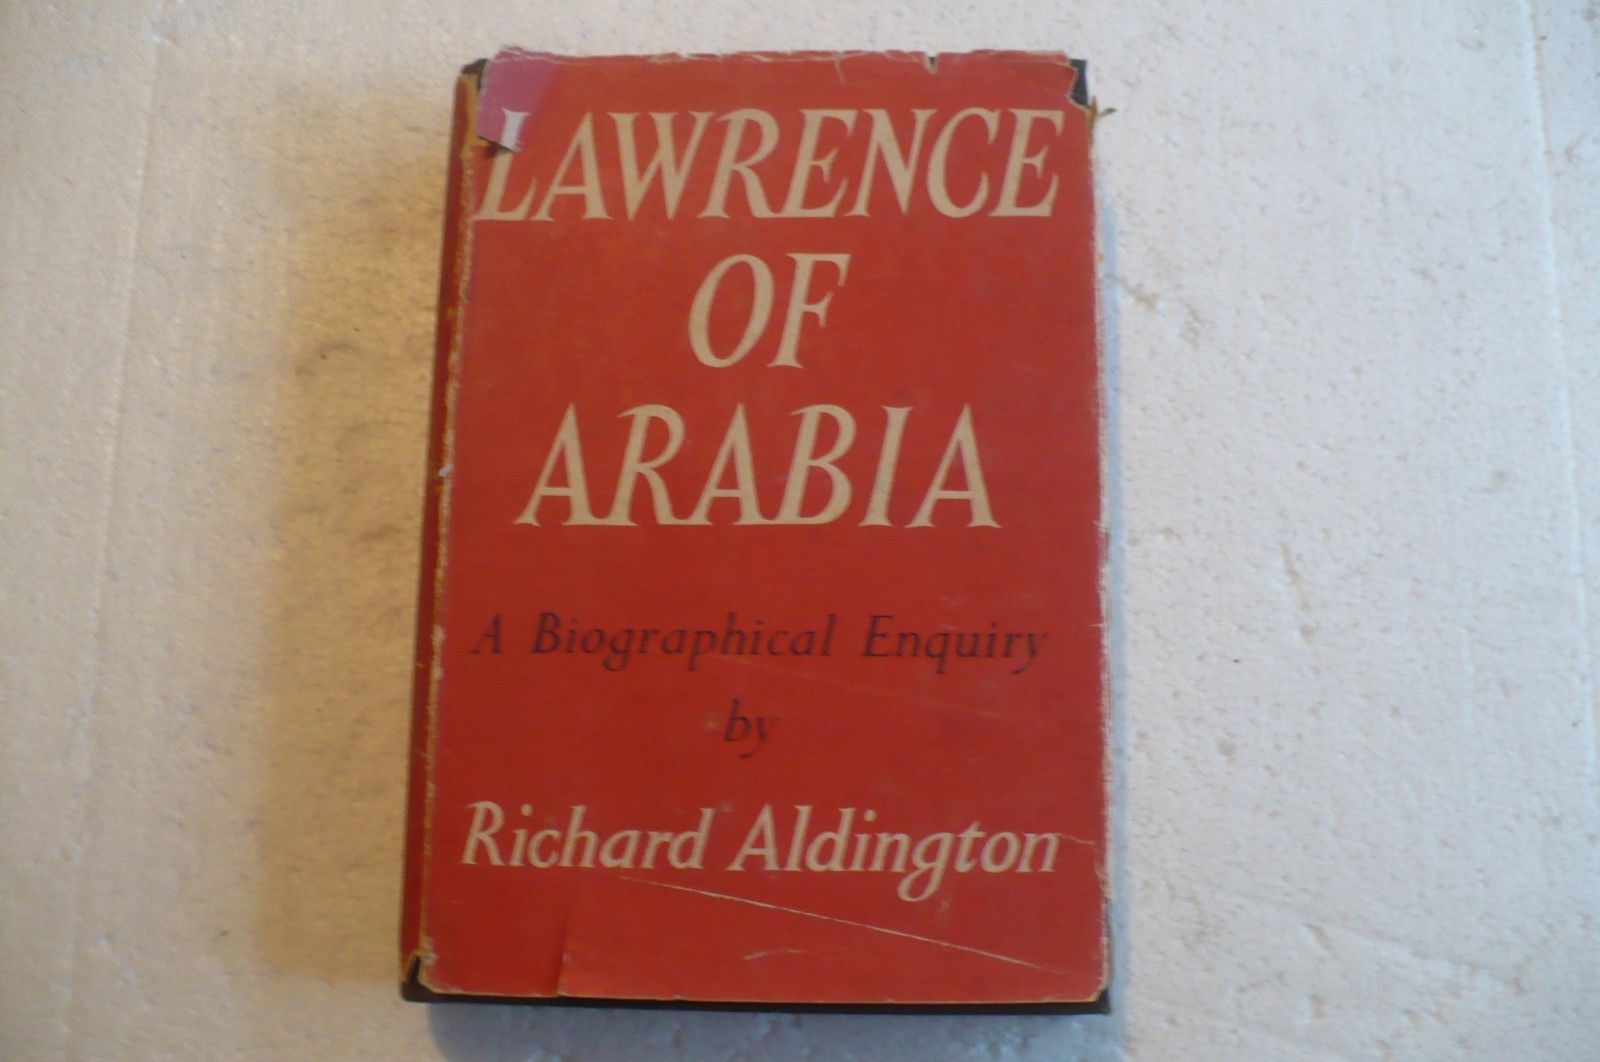 LAWRENCE
OF
ARABIA
A Biographical Enquiry
by
Richard Aldington